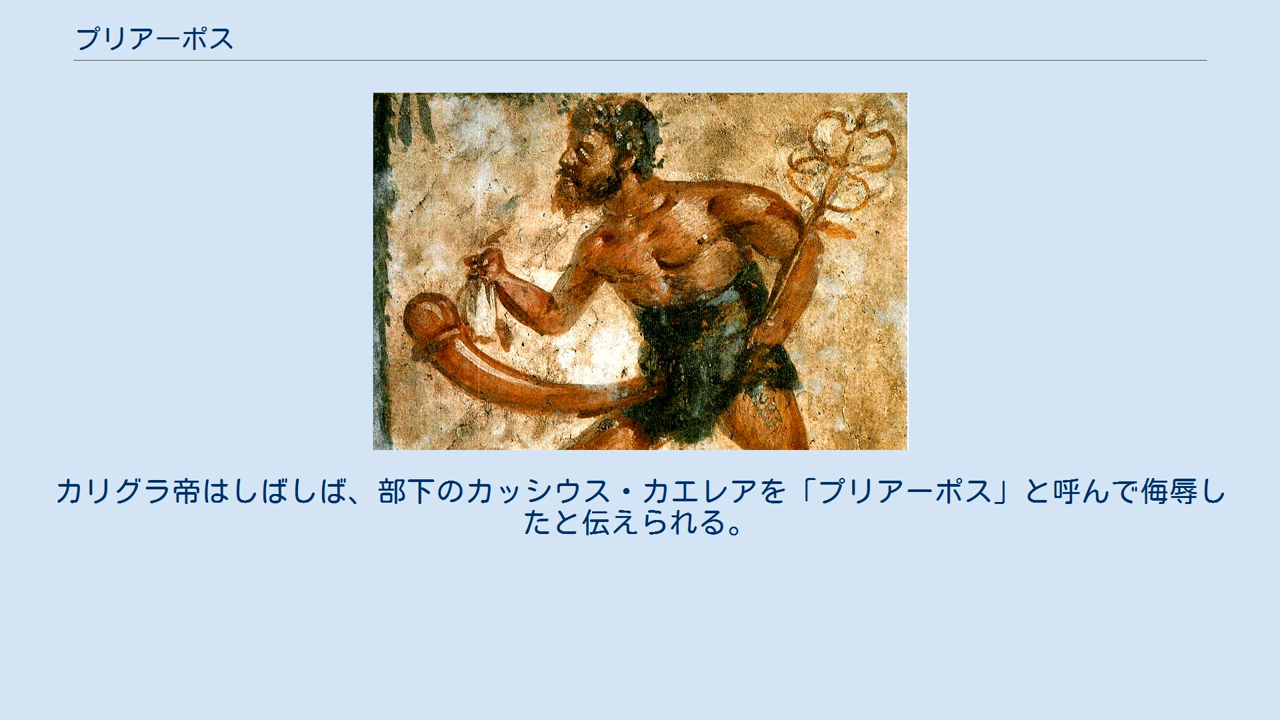 プリアーポス
カリグラ帝はしばしば、部下のカッシウス・カエレアを「プリアーポス」と呼んで侮辱し
たと伝えられる。